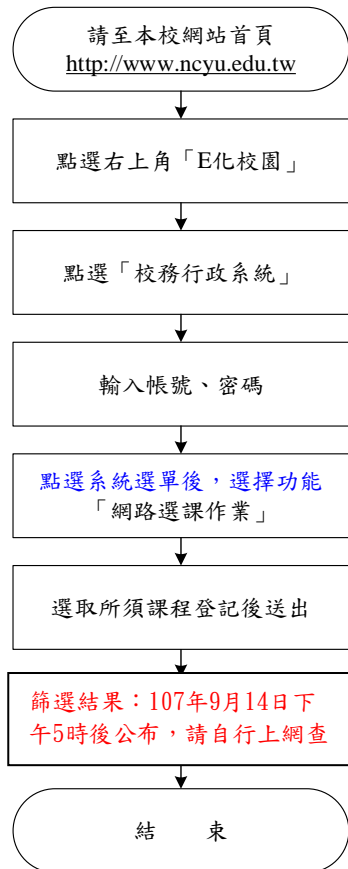 請至本校網站首頁
http://www.ncyu.edu.tw
點選右上角「E化校園」
點選「校務行政系統」
輸入帳號、密碼
點選系統選單後，選擇功能
「網路選課作業」
選取所須課程登記後送出
篩選結果：107年9月14日下
午5時後公布，請自行上網查
結　　束